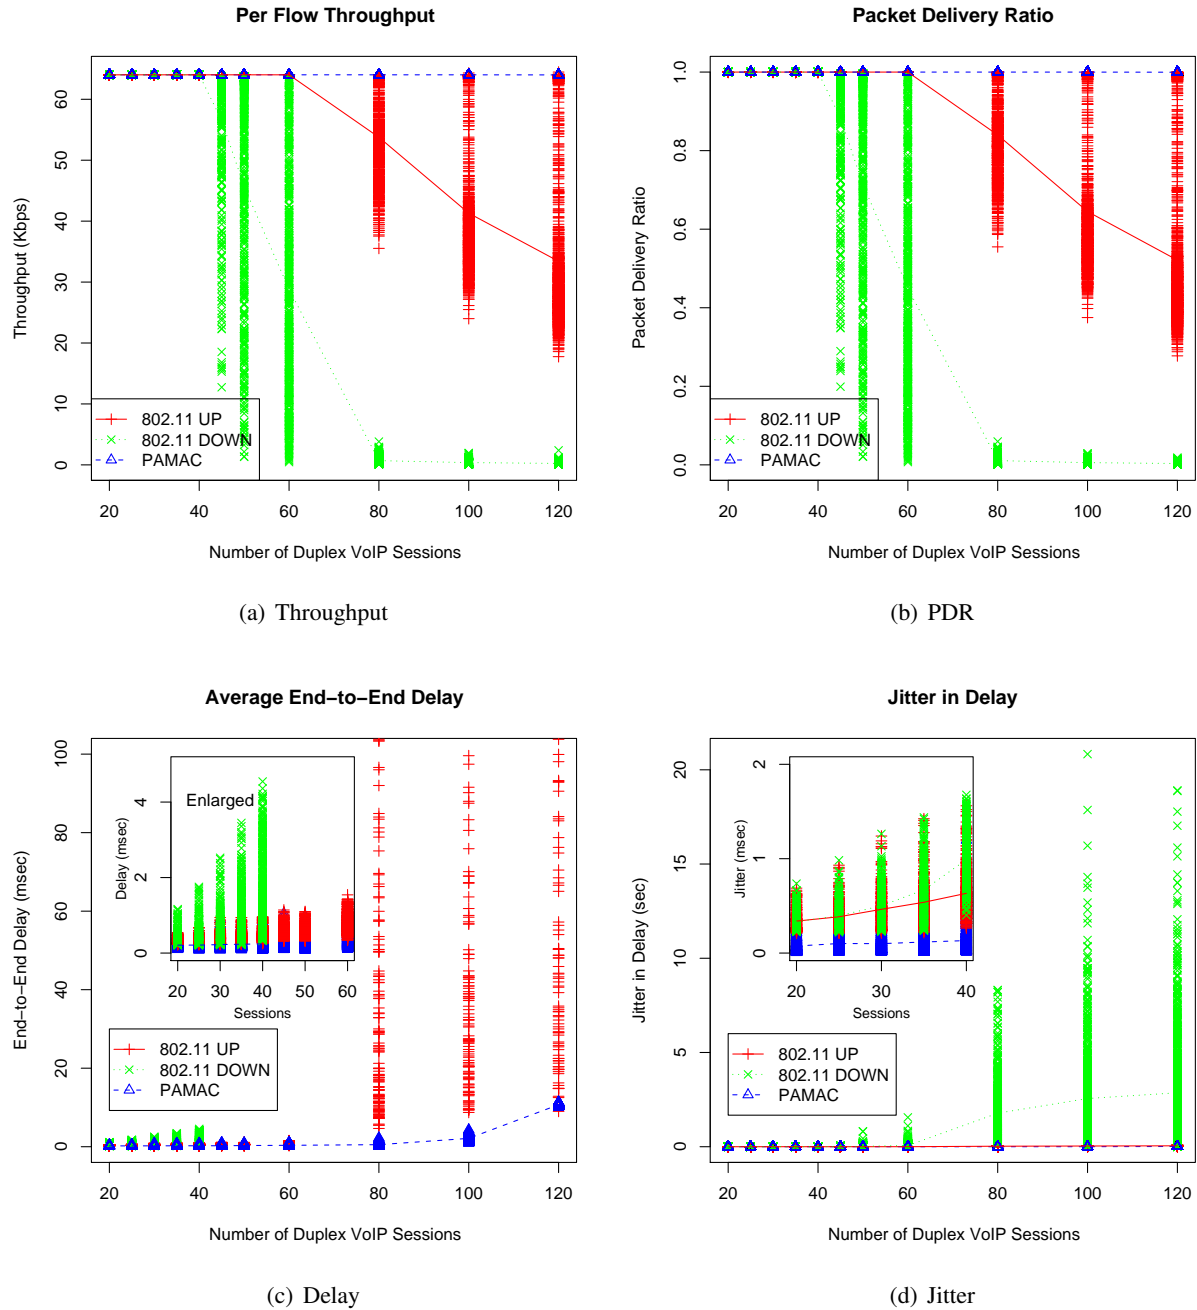 Per Flow Throughput
Throughput (Kbps)
0 10 20 30 40 50 60
802.11 UP
802.11 DOWN
PAMAC
20 40 60 80 100 120
Number of Duplex VoIP Sessions
(a) Throughput
Packet Delivery Ratio
Packet Delivery Ratio
0.0 0.2 0.4 0.6 0.8 1.0
802.11 UP
802.11 DOWN
PAMAC
20 40 60 80 100 120
Number of Duplex VoIP Sessions
(b) PDR
Average End−to−End Delay
End−to−End Delay (msec)
0 20 40 60 80 100
Enlarged
Delay (msec)
0 2 4
20 30 40 50 60
Sessions
802.11 UP
802.11 DOWN
PAMAC
20 40 60 80 100 120
Number of Duplex VoIP Sessions
(c) Delay
Jitter in Delay
Jitter in Delay (sec)
0 5 10 15 20
Jitter (msec)
0 1 2
20 30 40
Sessions
802.11 UP
802.11 DOWN
PAMAC
20 40 60 80 100 120
Number of Duplex VoIP Sessions
(d) Jitter